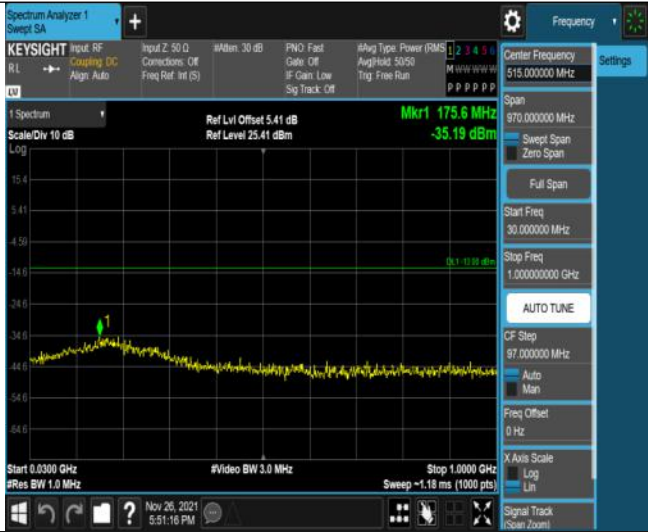 Spectrum Analyzer 1
Swept SA
Frequency
KEYSIGHT
RL
LV
Input: RF
Coupling: DC
Align: Auto
Input Z: 50 Ω
Corrections: Off
Freq Ref: Int (S)
#Atten: 30 dB
PNO: Fast
Gate: Off
IF Gain: Low
Sig Track: Off
#Avg Type: Power (RMS
Avg|Hold: 50/50
Trig: Free Run
1 2 3 4 5 6
M W W W W W
P P P P P P
Center Frequency
515.000000 MHz
Settings
Span
970.000000 MHz
Swept Span
Zero Span
Full Span
Start Freq
30.000000 MHz
Stop Freq
1.000000000 GHz
AUTO TUNE
CF Step
97.000000 MHz
Auto
Man
Freq Offset
0 Hz
X Axis Scale
Log
Lin
Signal Track
(Span Zoom)
1 Spectrum
Scale/Div 10 dB
Log
Ref Lvl Offset 5.41 dB
Ref Level 25.41 dBm
Mkr1 175.6 MHz
-35.19 dBm
15.4
5.41
-4.59
-14.6
-24.6
-34.6
-44.6
-54.6
-64.6
DL1 -13.00 dBm
1
Start 0.0300 GHz
#Res BW 1.0 MHz
#Video BW 3.0 MHz
Stop 1.0000 GHz
Sweep ~1.18 ms (1000 pts)
?
Nov 26, 2021
5:51:16 PM